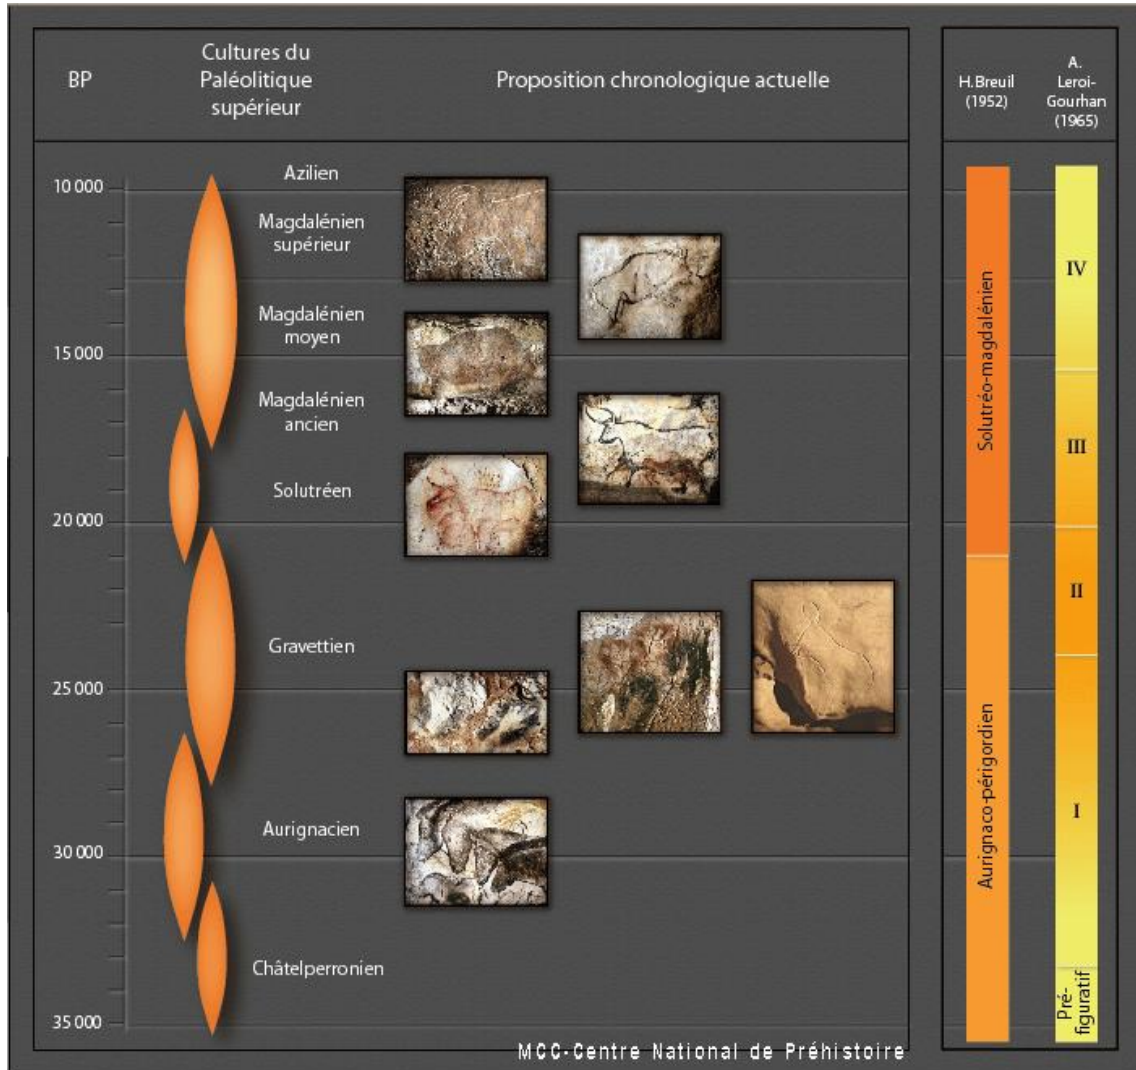 BP
Cultures du
Paléolitique
supérieur
Proposition chronologique actuelle
H.Breuil
(1952)
A.
Leroi-
Gourhan
(1965)
10 000
15 000
20 000
25 000
30 000
35 000
Azilien
Magdalénien
supérieur
Magdalénien
moyen
Magdalénien
ancien
Solutréen
Gravettien
Aurignacien
Châtelperronien
Solutréo-magdalénien
Aurignaco-périgordien
IV
III
II
I
Pré-
figuratif
MCC-Centre National de Préhistoire